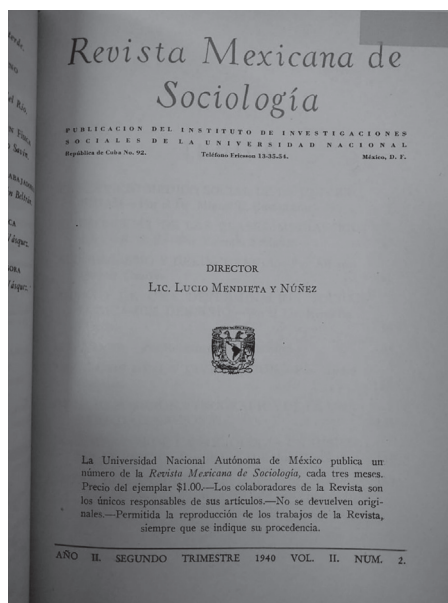 Revista Mexicana de
Sociología
PUBLICACION DEL INSTITUTO DE INVESTIGACIONES
SOCIALES DE LA UNIVERSIDAD NACIONAL
República de Cuba No. 92. Teléfono Ericsson 13-35-54. México, D. F.
DIRECTOR
LIC. LUCIO MENDIETA Y NÚÑEZ
La Universidad Nacional Autónoma de México publica un
número de la Revista Mexicana de Sociología, cada tres meses.
Precio del ejemplar $1.00.—Los colaboradores de la Revista son
los únicos responsables de sus artículos.—No se devuelven origi-
nales.—Permitida la reproducción de los trabajos de la Revista,
siempre que se indique su procedencia.
AÑO II. SEGUNDO TRIMESTRE 1940 VOL. II. NUM. 2.